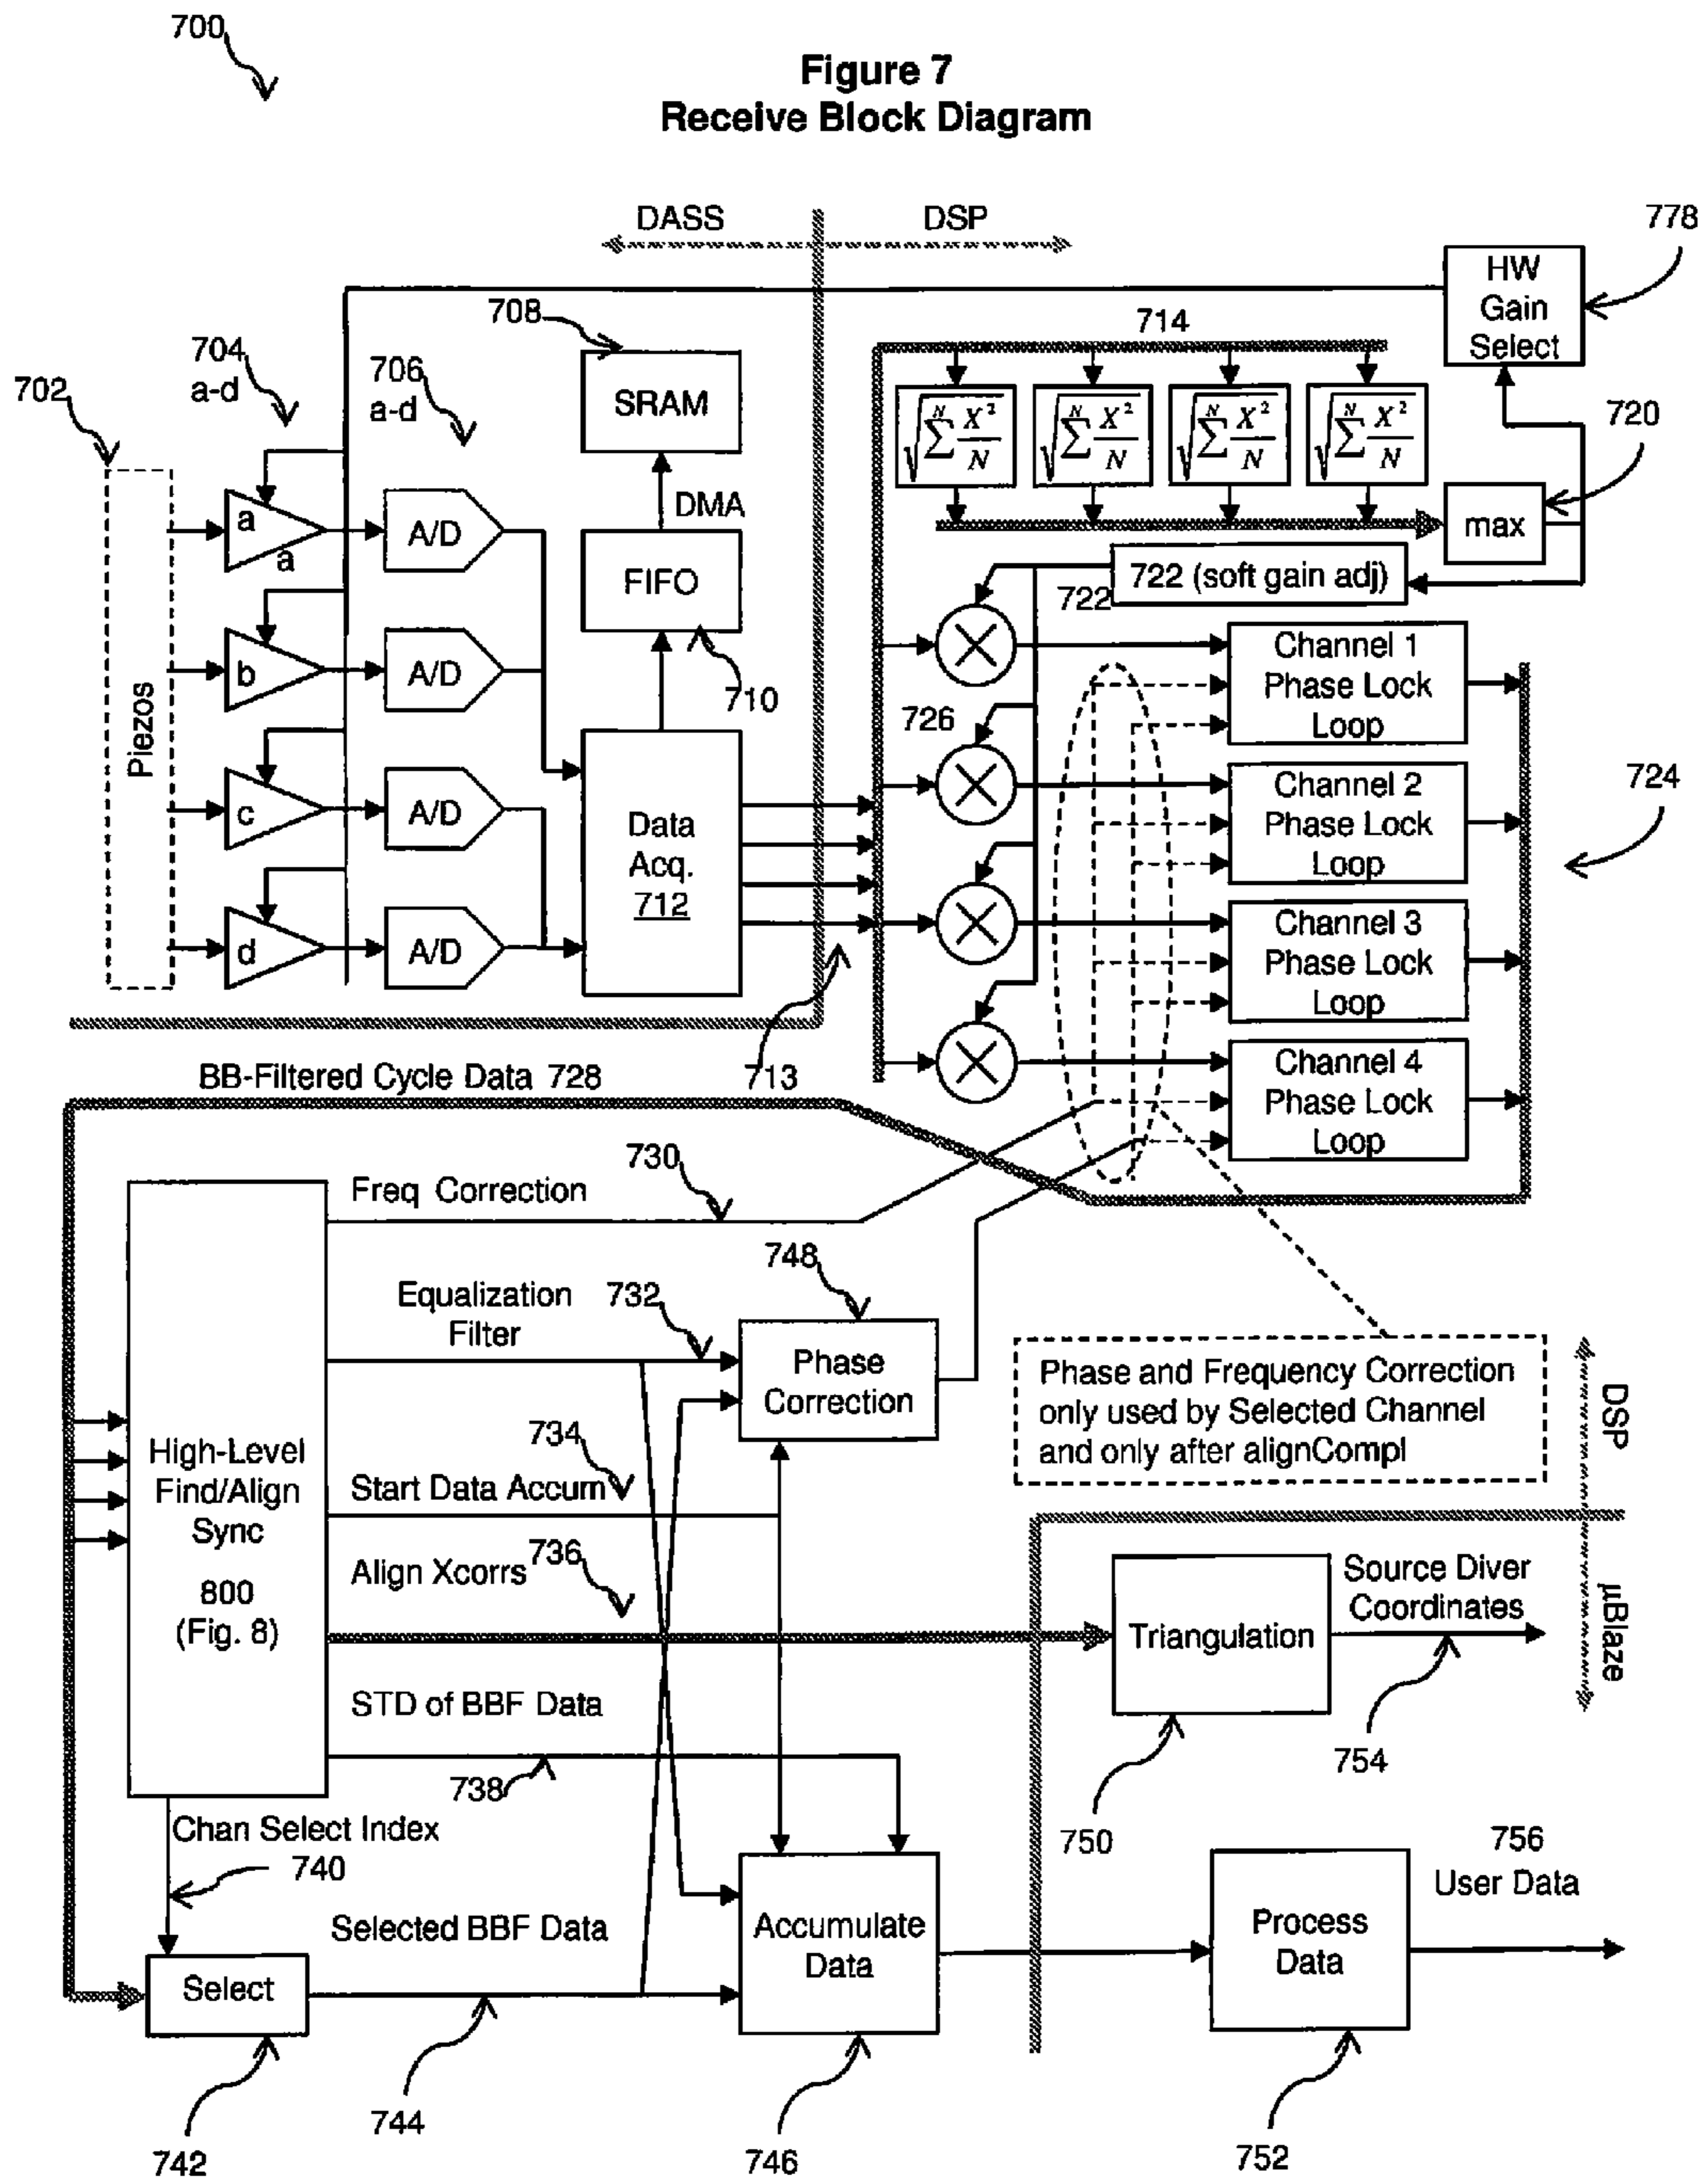 700
Figure 7
Receive Block Diagram
DASS
DSP
778
HW
Gain
Select
708
714
704
a-d
706
a-d
702
SRAM
√∑^N X²/N
√∑^N X²/N
√∑^N X²/N
√∑^N X²/N
720
DMA
max
a
a
A/D
FIFO
722 (soft gain adj)
722
Channel 1
Phase Lock
Loop
b
A/D
710
726
Piezos
Channel 2
Phase Lock
Loop
724
c
A/D
Data
Acq.
712
Channel 3
Phase Lock
Loop
d
A/D
Channel 4
Phase Lock
Loop
BB-Filtered Cycle Data 728
713
730
Freq Correction
748
Equalization
Filter
732
Phase
Correction
Phase and Frequency Correction
only used by Selected Channel
and only after alignCompl
DSP
High-Level
Find/Align
Sync
800
(Fig. 8)
734
Start Data Accum
Align Xcorrs
736
Source Diver
Coordinates
Triangulation
µBlaze
STD of BBF Data
738
754
750
Chan Select Index
740
756
User Data
Selected BBF Data
Accumulate
Data
Process
Data
Select
744
742
746
752